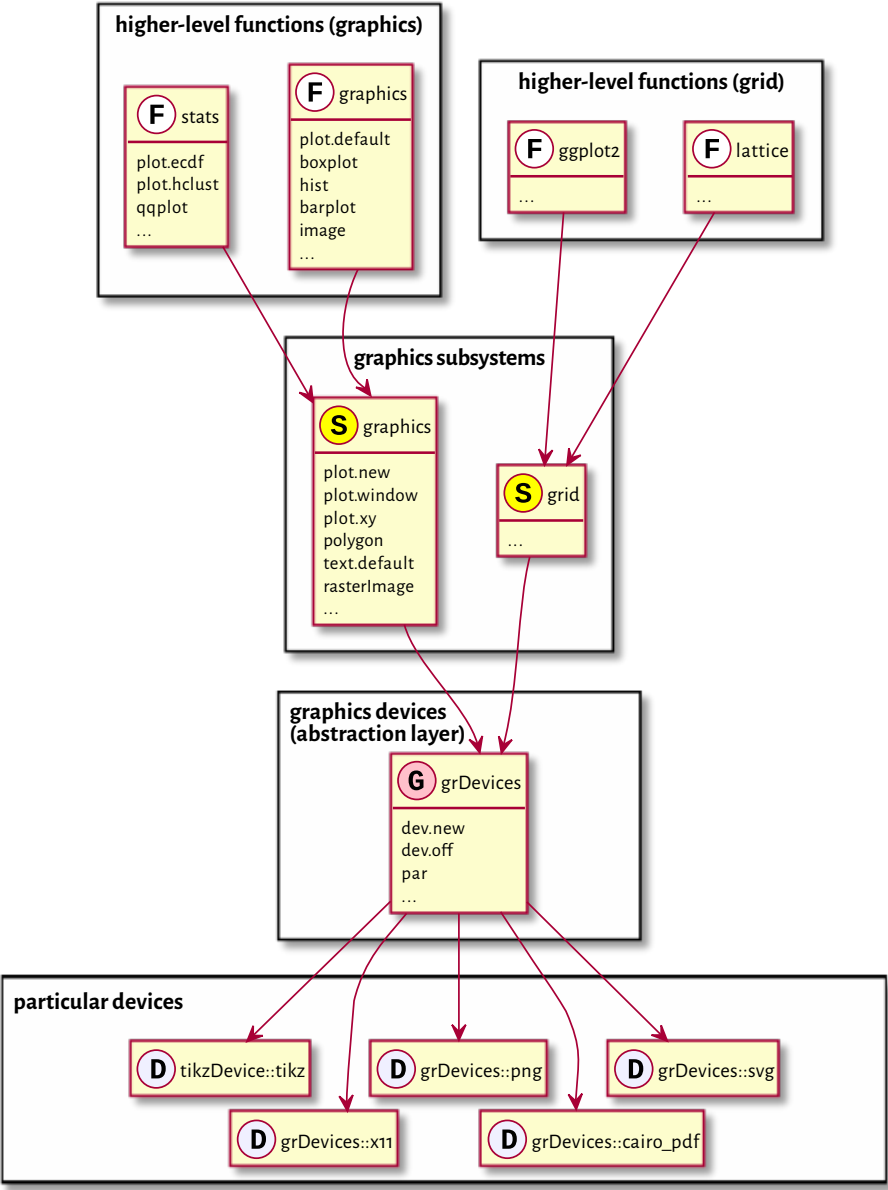 higher-level functions (graphics)
F stats
plot.ecdf
plot.hclust
qqplot
...
F graphics
plot.default
boxplot
hist
barplot
image
...
higher-level functions (grid)
F ggplot2
...
F lattice
...
graphics subsystems
S graphics
plot.new
plot.window
plot.xy
polygon
text.default
rasterImage
...
S grid
...
graphics devices
(abstraction layer)
G grDevices
dev.new
dev.off
par
...
particular devices
D tikzDevice::tikz
D grDevices::png
D grDevices::svg
D grDevices::x11
D grDevices::cairo_pdf